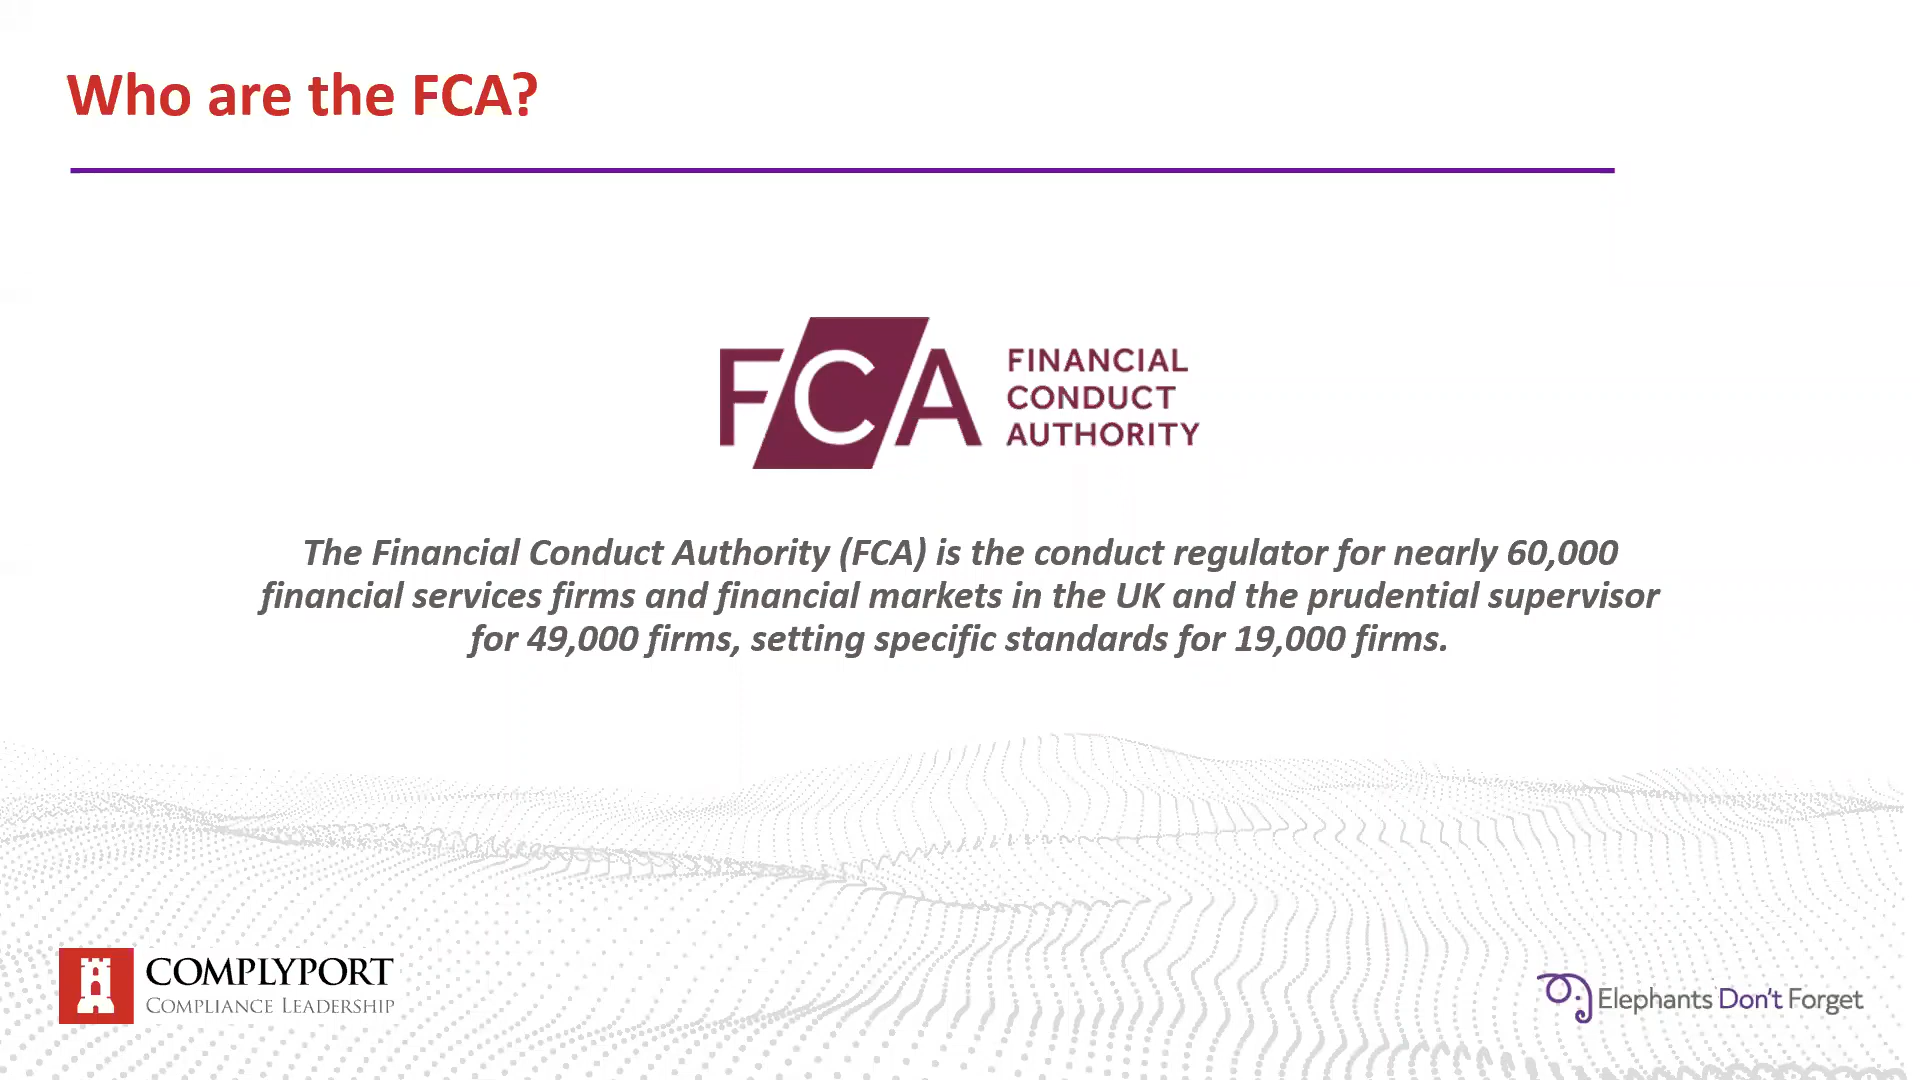 Who are the FCA?
FCA
FINANCIAL
CONDUCT
AUTHORITY
The Financial Conduct Authority (FCA) is the conduct regulator for nearly 60,000
financial services firms and financial markets in the UK and the prudential supervisor
for 49,000 firms, setting specific standards for 19,000 firms.
COMPLYPORT
COMPLIANCE LEADERSHIP
Elephants Don't Forget